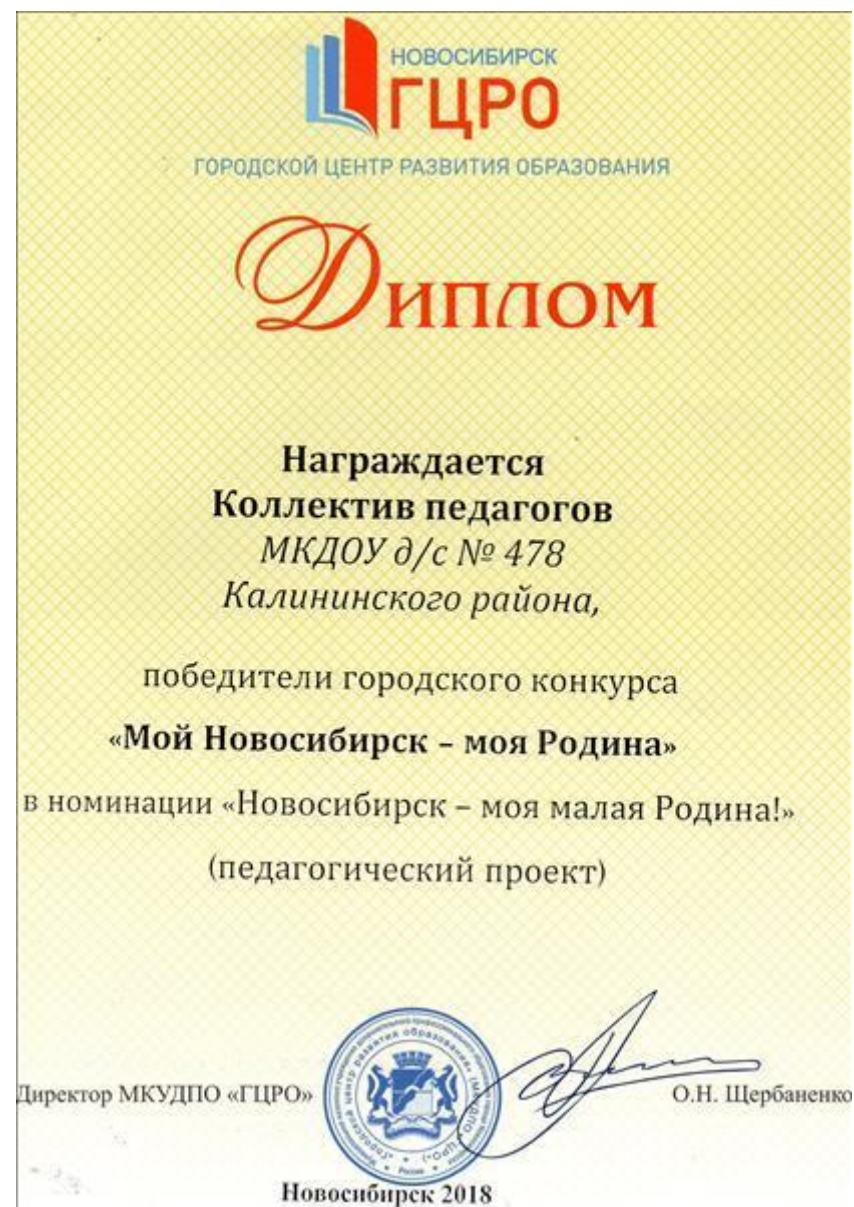 НОВОСИБИРСК
ГЦРО
ГОРОДСКОЙ ЦЕНТР РАЗВИТИЯ ОБРАЗОВАНИЯ
Диплом
Награждается
Коллектив педагогов
МКДОУ д/с № 478
Калининского района,
победители городского конкурса
«Мой Новосибирск – моя Родина»
в номинации «Новосибирск – моя малая Родина!»
(педагогический проект)
Директор МКУДПО «ГЦРО»
О.Н. Щербаненко
Новосибирск 2018